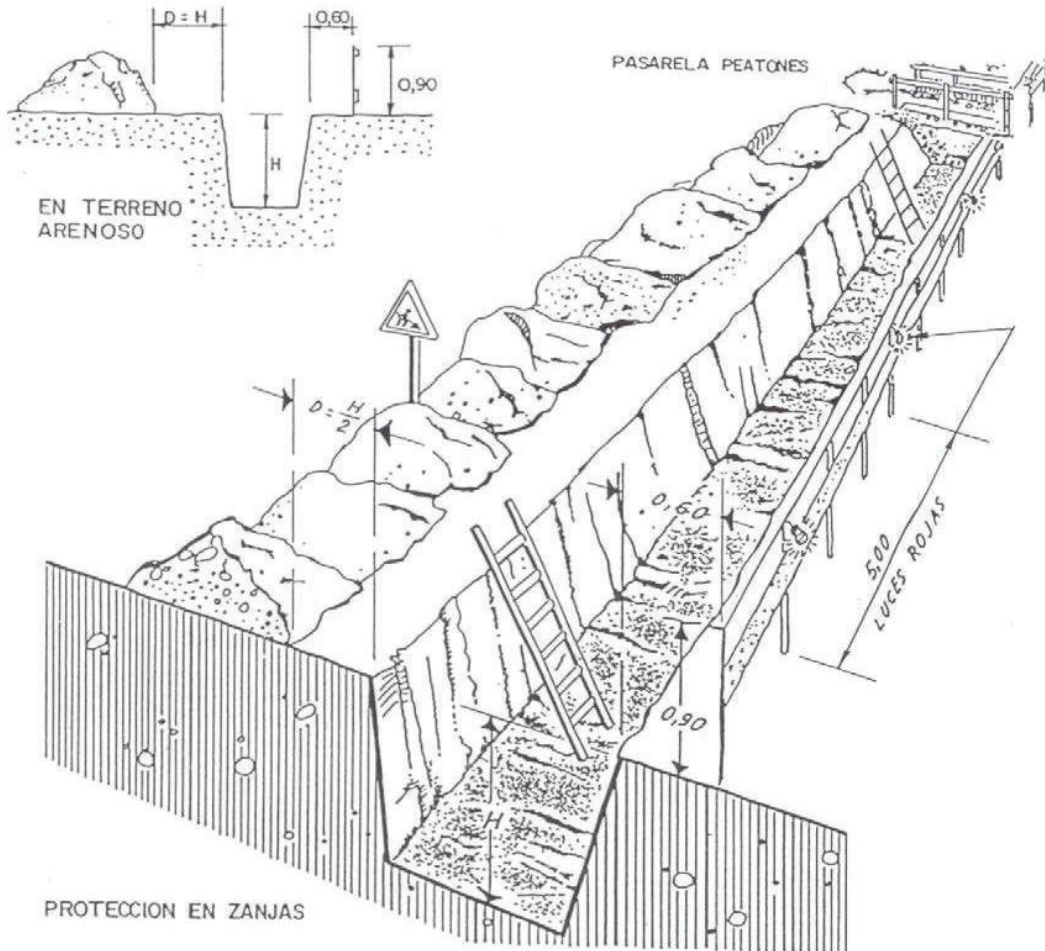 D = H
0,60
0,90
H
EN TERRENO
ARENOSO
PASARELA PEATONES
D = H/2
0,60
5,00
LUCES ROJAS
0,90
H
PROTECCION EN ZANJAS